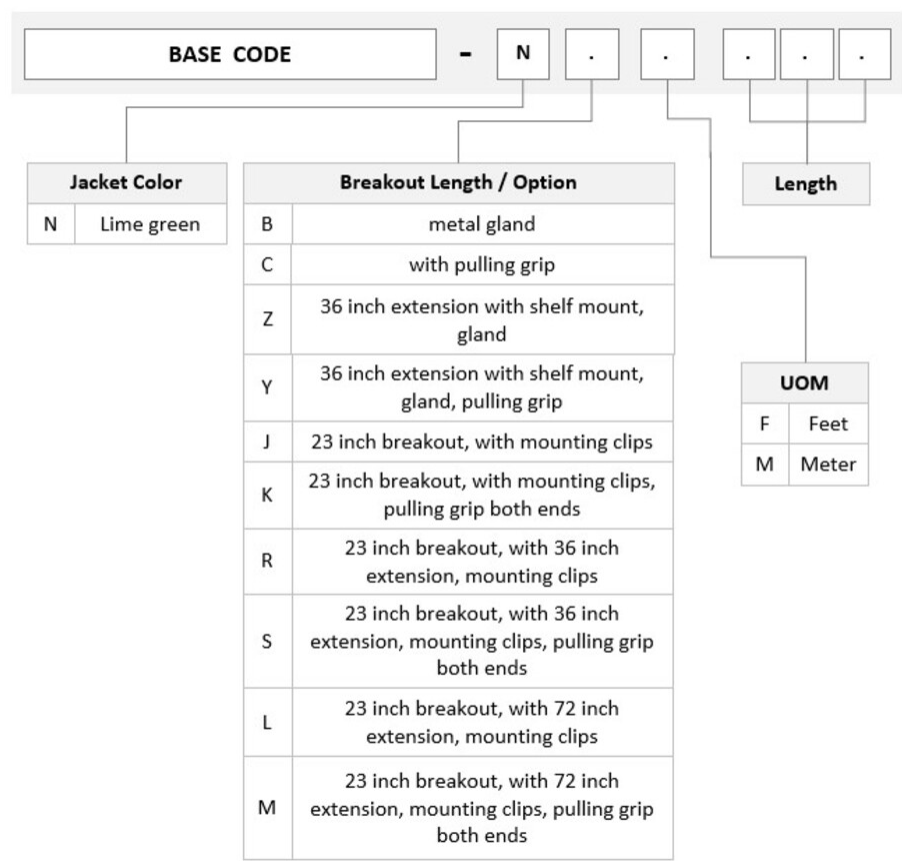 BASE CODE - N . . . . .
Jacket Color
N Lime green
Breakout Length / Option
B metal gland
C with pulling grip
Z 36 inch extension with shelf mount,
gland
Y 36 inch extension with shelf mount,
gland, pulling grip
J 23 inch breakout, with mounting clips
K 23 inch breakout, with mounting clips,
pulling grip both ends
R 23 inch breakout, with 36 inch
extension, mounting clips
S 23 inch breakout, with 36 inch
extension, mounting clips, pulling grip
both ends
L 23 inch breakout, with 72 inch
extension, mounting clips
M 23 inch breakout, with 72 inch
extension, mounting clips, pulling grip
both ends
Length
UOM
F Feet
M Meter